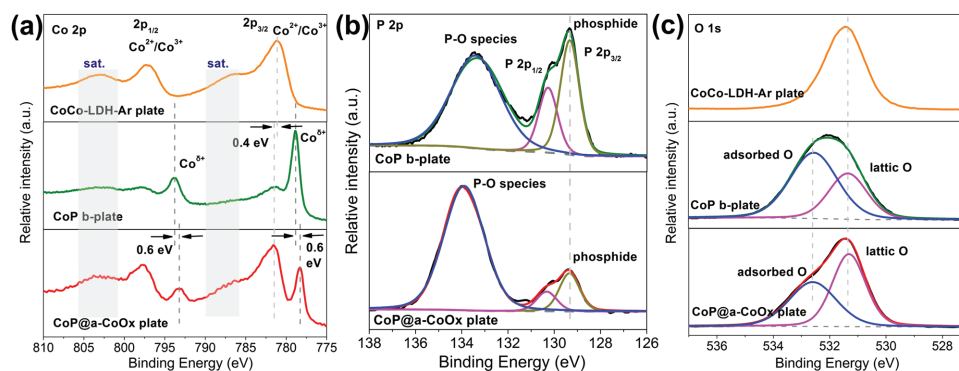 (a)
Co 2p
2p1/2
Co2+/Co3+
2p3/2 Co2+/Co3+
sat.
sat.
CoCo-LDH-Ar plate
0.4 eV
Coδ+
Coδ+
CoP b-plate
0.6 eV
0.6
eV
CoP@a-CoOx plate
810 805 800 795 790 785 780 775
Binding Energy (eV)
Relative intensity (a.u.)
(b)
P 2p
phosphide
P-O species
P 2p1/2
P 2p3/2
CoP b-plate
P-O species
phosphide
CoP@a-CoOx plate
138 136 134 132 130 128 126
Binding Energy (eV)
Relative intensity (a.u.)
(c)
O 1s
CoCo-LDH-Ar plate
adsorbed O
lattic O
CoP b-plate
adsorbed O
lattic O
CoP@a-CoOx plate
536 534 532 530 528
Binding Energy (eV)
Relative intensity (a.u.)